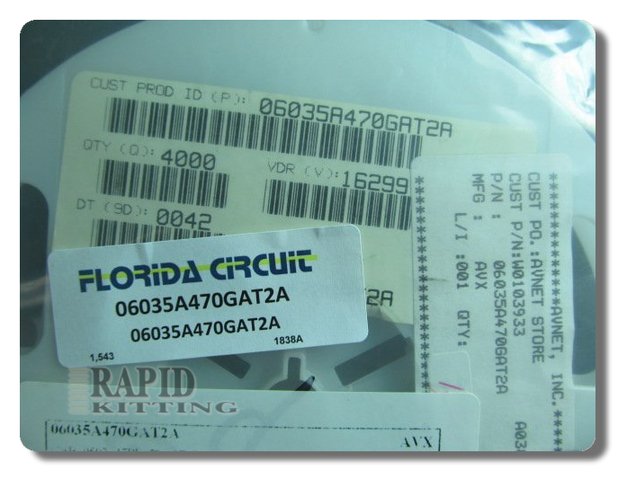 CUST PROD ID (P): 06035A470GAT2A
QTY (Q): 4000
VDR (V): 16299
DT (9D): 0042
2A
FLORIDA CIRCUIT
06035A470GAT2A
06035A470GAT2A
1,543
1838A
**AVNET, INC.**
CUST PO.:AVNET STORE
CUST P/N:W0103933
P/N : 06035A470GAT2A
MFG : AVX
L/I :001 QTY:
RAPID
KITTING
06035A470GAT2A
AVX